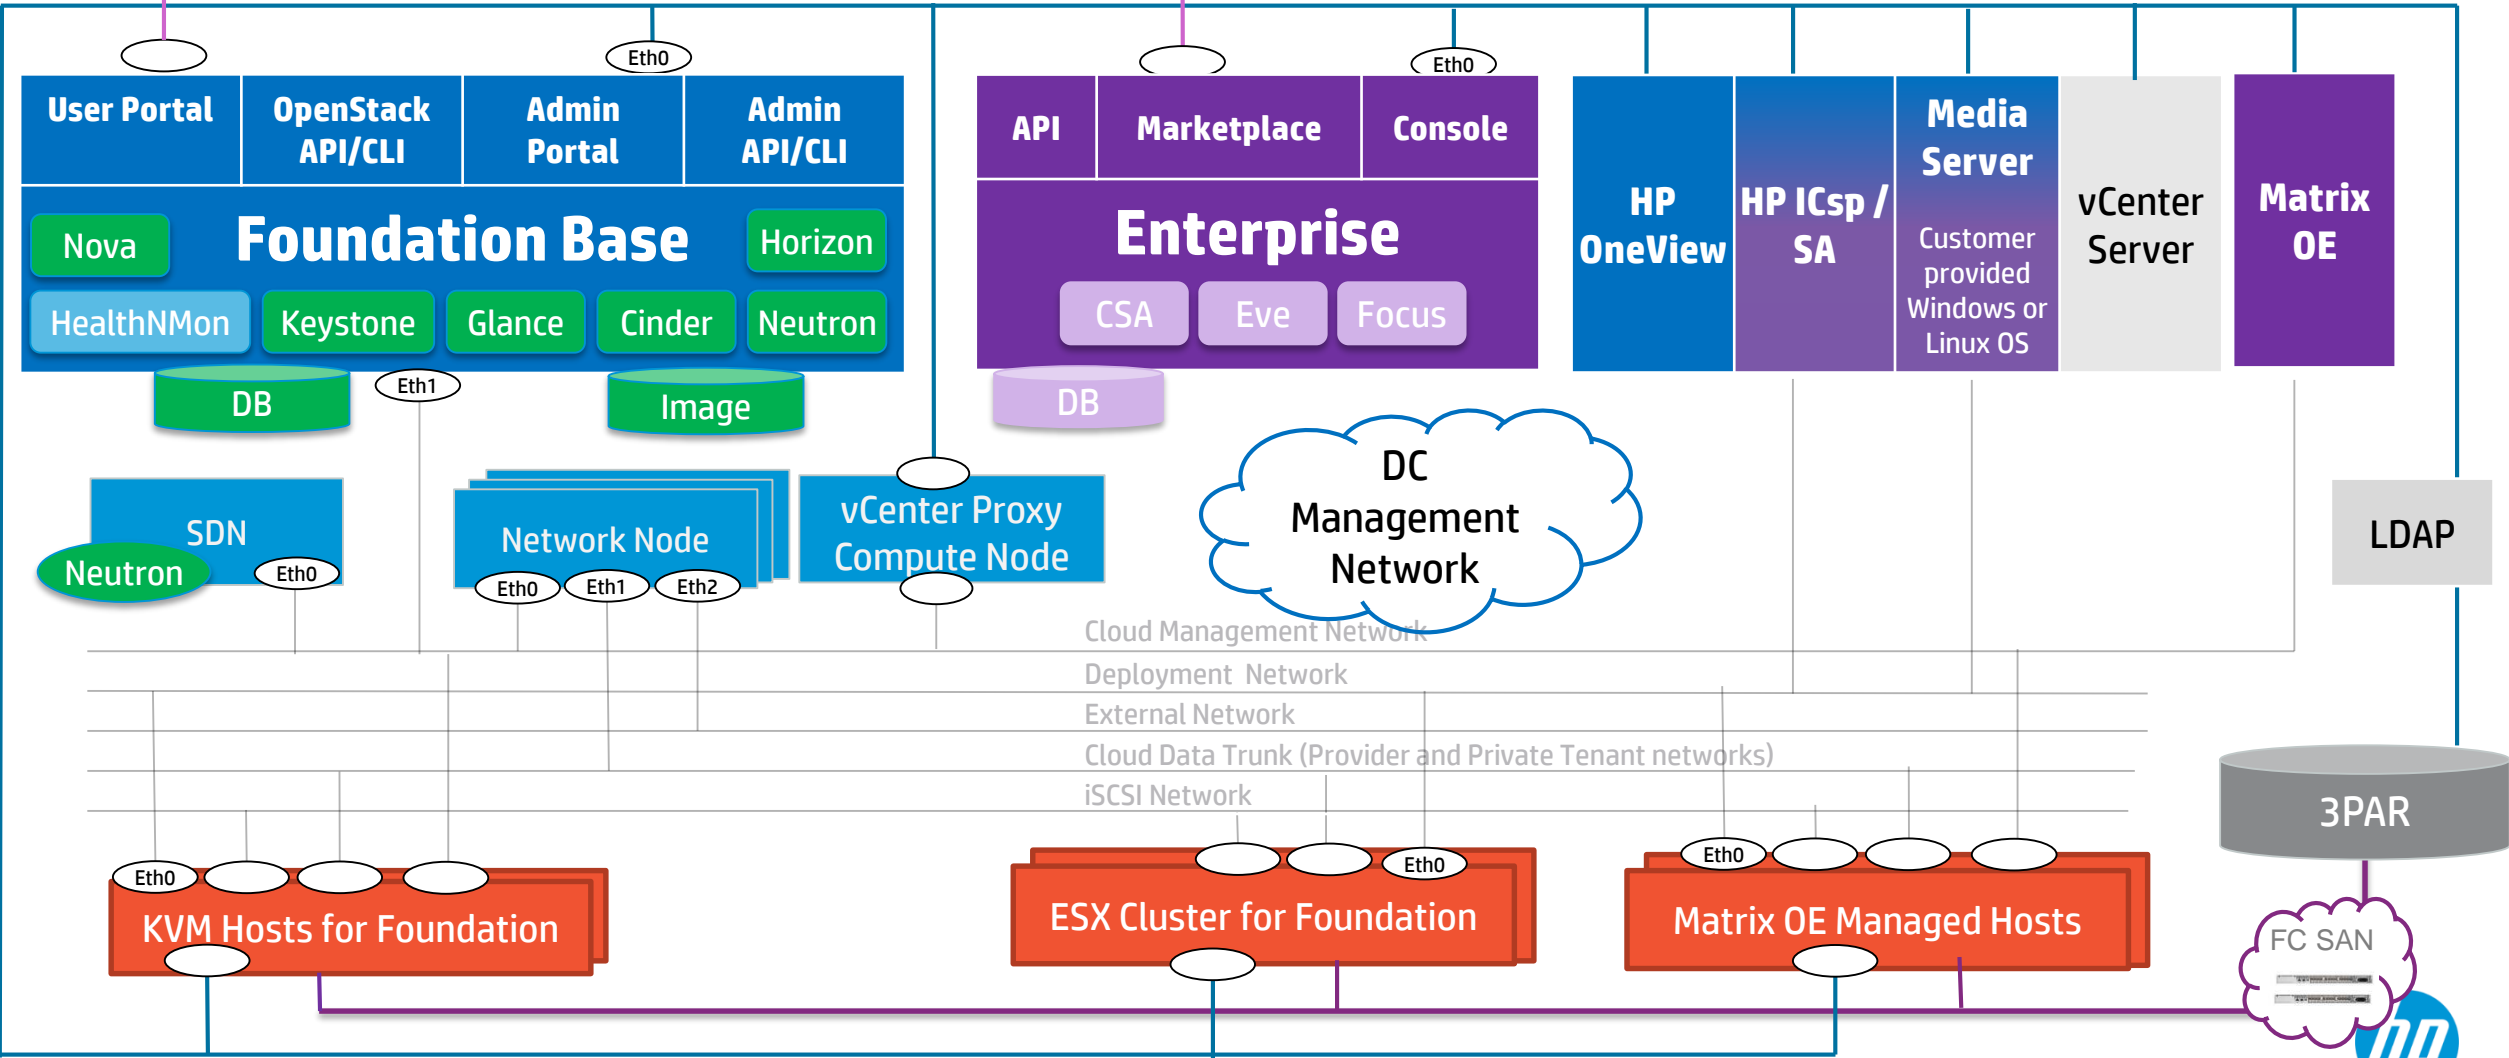 Eth0
Eth0
User Portal
OpenStack
API/CLI
Admin
Portal
Admin
API/CLI
API
Marketplace
Console
Foundation Base
Nova
Horizon
HealthNMon
Keystone
Glance
Cinder
Neutron
Enterprise
CSA
Eve
Focus
HP
OneView
HP ICsp /
SA
Media
Server
Customer
provided
Windows or
Linux OS
vCenter
Server
Matrix
OE
DB
Eth1
Image
DB
SDN
Neutron
Eth0
Network Node
Eth0
Eth1
Eth2
vCenter Proxy
Compute Node
DC
Management
Network
LDAP
Cloud Management Network
Deployment Network
External Network
Cloud Data Trunk (Provider and Private Tenant networks)
iSCSI Network
3PAR
Eth0
KVM Hosts for Foundation
Eth0
ESX Cluster for Foundation
Eth0
Matrix OE Managed Hosts
FC SAN
hp